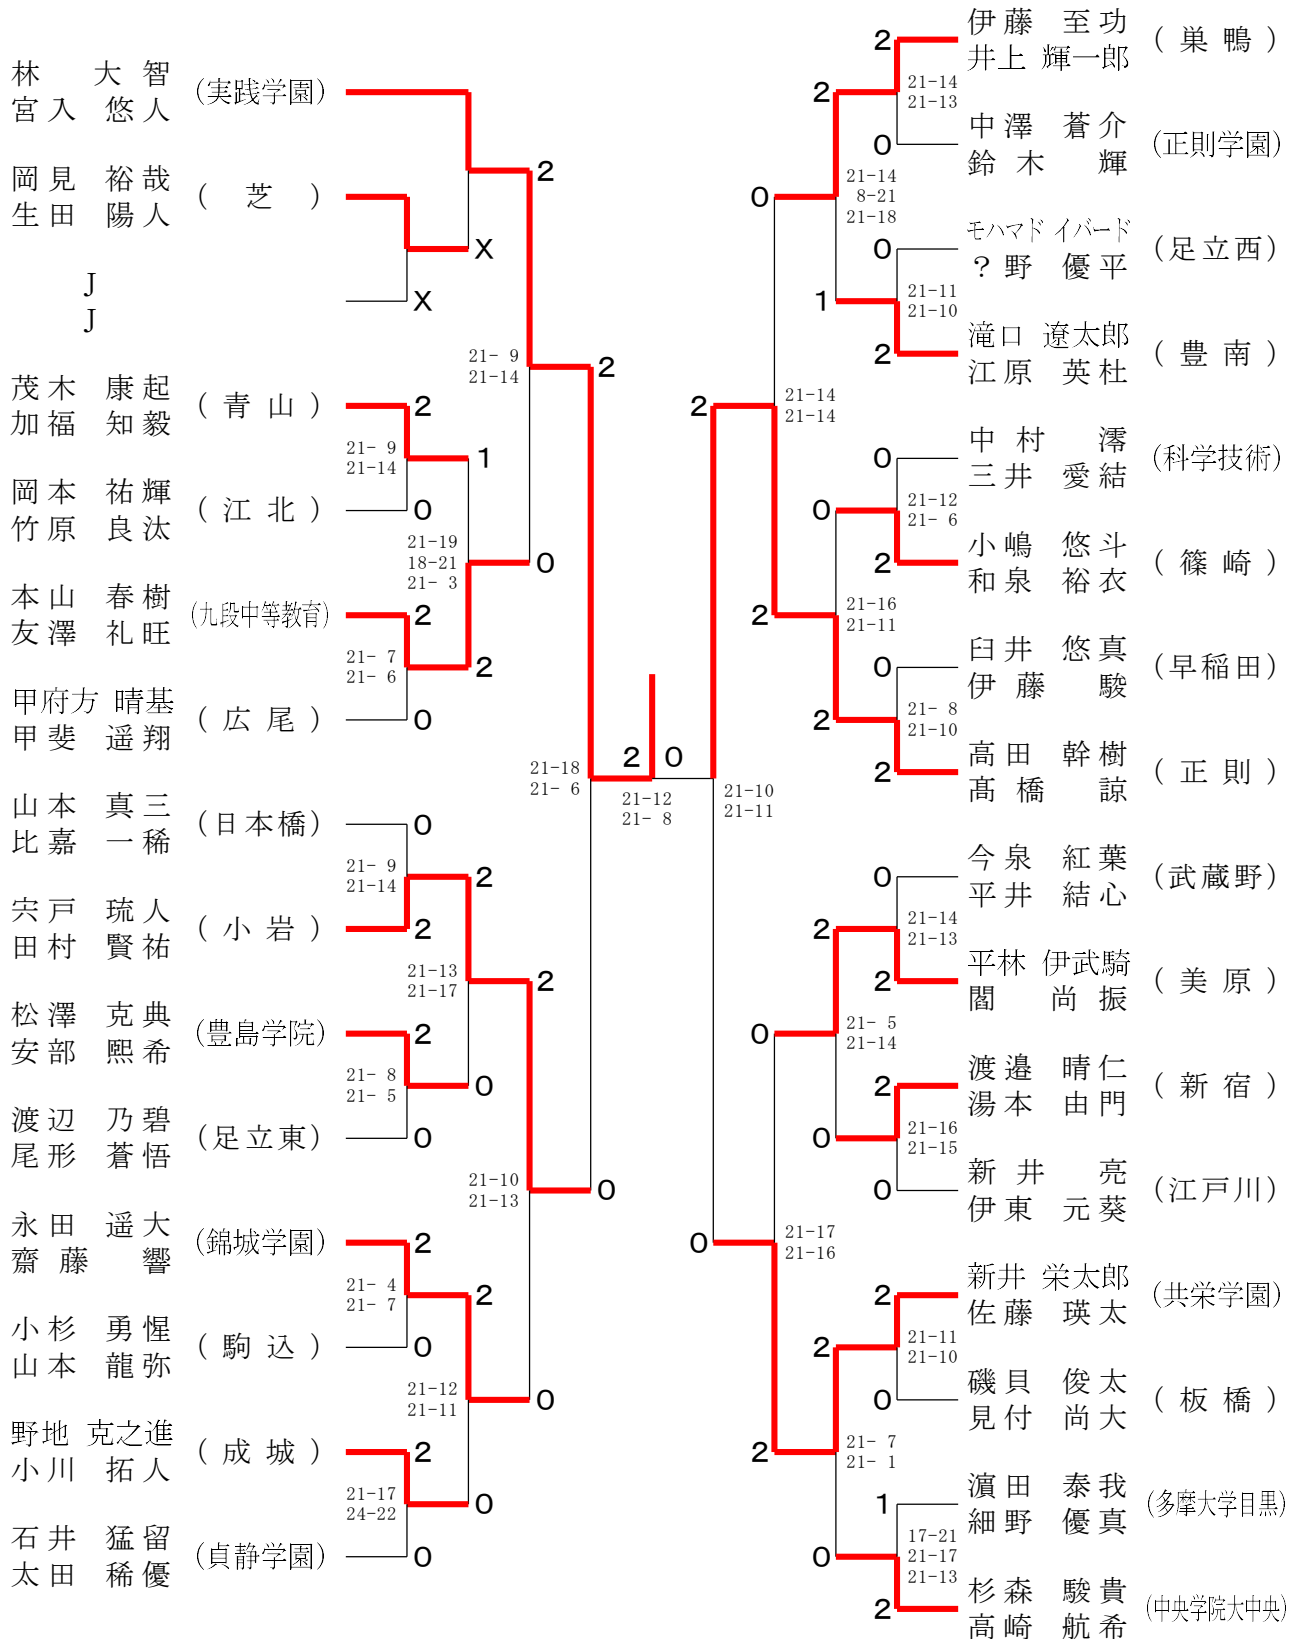 林 大智
宮入 悠人
(実践学園)
岡見 裕哉
生田 陽人
( 芝 )
J
J
茂木 康起
加福 知毅
( 青山 )
岡本 祐輝
竹原 良汰
( 江北 )
本山 春樹
友澤 礼旺
(九段中等教育)
甲府方 晴基
甲斐 遥翔
( 広尾 )
山本 真三
比嘉 一稀
(日本橋)
宍戸 琉人
田村 賢祐
( 小岩 )
松澤 克典
安部 熙希
(豊島学院)
渡辺 乃碧
尾形 蒼悟
(足立東)
永田 遥大
齋藤 響
(錦城学園)
小杉 勇惺
山本 龍弥
( 駒込 )
野地 克之進
小川 拓人
( 成城 )
石井 猛留
太田 稀優
(貞静学園)
X
2
0
21- 9
21-14
2
0
21- 7
21- 6
0
2
21- 9
21-14
2
0
21- 8
21- 5
2
0
21- 4
21- 7
2
0
21-17
24-22
2
X
1
2
21-19
18-21
21- 3
2
0
21-13
21-17
2
0
21-12
21-11
2
0
21- 9
21-14
2
0
21-10
21-13
2
0
21-18
21- 6
2 0
21-12
21- 8
2
0
21-10
21-11
0
2
21-14
21-14
0
2
21-17
21-16
2
1
21-14
8-21
21-18
0
2
21-16
21-11
2
0
21- 5
21-14
2
0
21- 7
21- 1
2
0
21-14
21-13
0
2
21-11
21-10
0
2
21-12
21- 6
0
2
21- 8
21-10
0
2
21-14
21-13
2
0
21-16
21-15
2
0
21-11
21-10
1
2
17-21
21-17
21-13
伊藤 至功
井上 輝一郎
( 巣鴨 )
中澤 蒼介
鈴木 輝
(正則学園)
モハマド イバード
?野 優平
(足立西)
滝口 遼太郎
江原 英杜
( 豊南 )
中村 澪
三井 愛結
(科学技術)
小嶋 悠斗
和泉 裕衣
( 篠崎 )
臼井 悠真
伊藤 駿
(早稲田)
高田 幹樹
髙橋 諒
( 正則 )
今泉 紅葉
平井 結心
(武蔵野)
平林 伊武騎
閻 尚振
( 美原 )
渡邉 晴仁
湯本 由門
( 新宿 )
新井 亮
伊東 元葵
(江戸川)
新井 栄太郎
佐藤 瑛太
(共栄学園)
磯貝 俊太
見付 尚大
( 板橋 )
濵田 泰我
細野 優真
(多摩大学目黒)
杉森 駿貴
高崎 航希
(中央学院大中央)